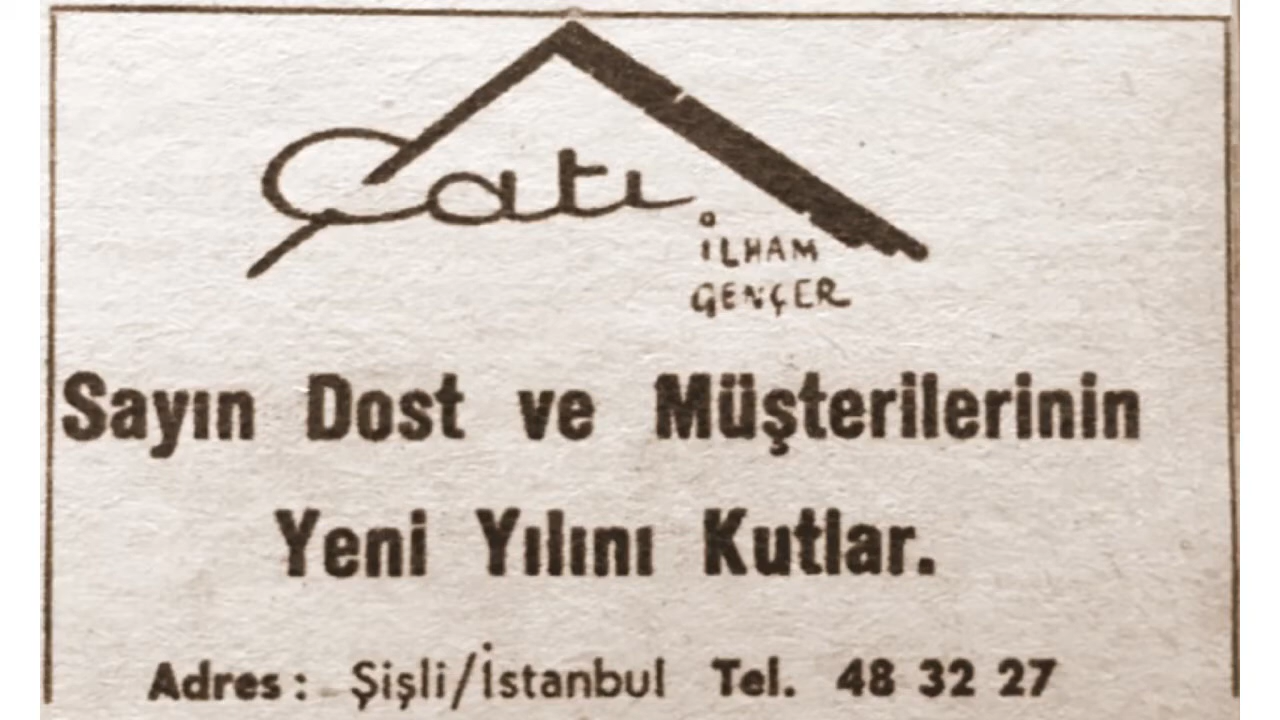 Çatı
İLHAM
GENÇER
Sayın Dost ve Müşterilerinin
Yeni Yılını Kutlar.
Adres: Şişli/İstanbul Tel. 48 32 27